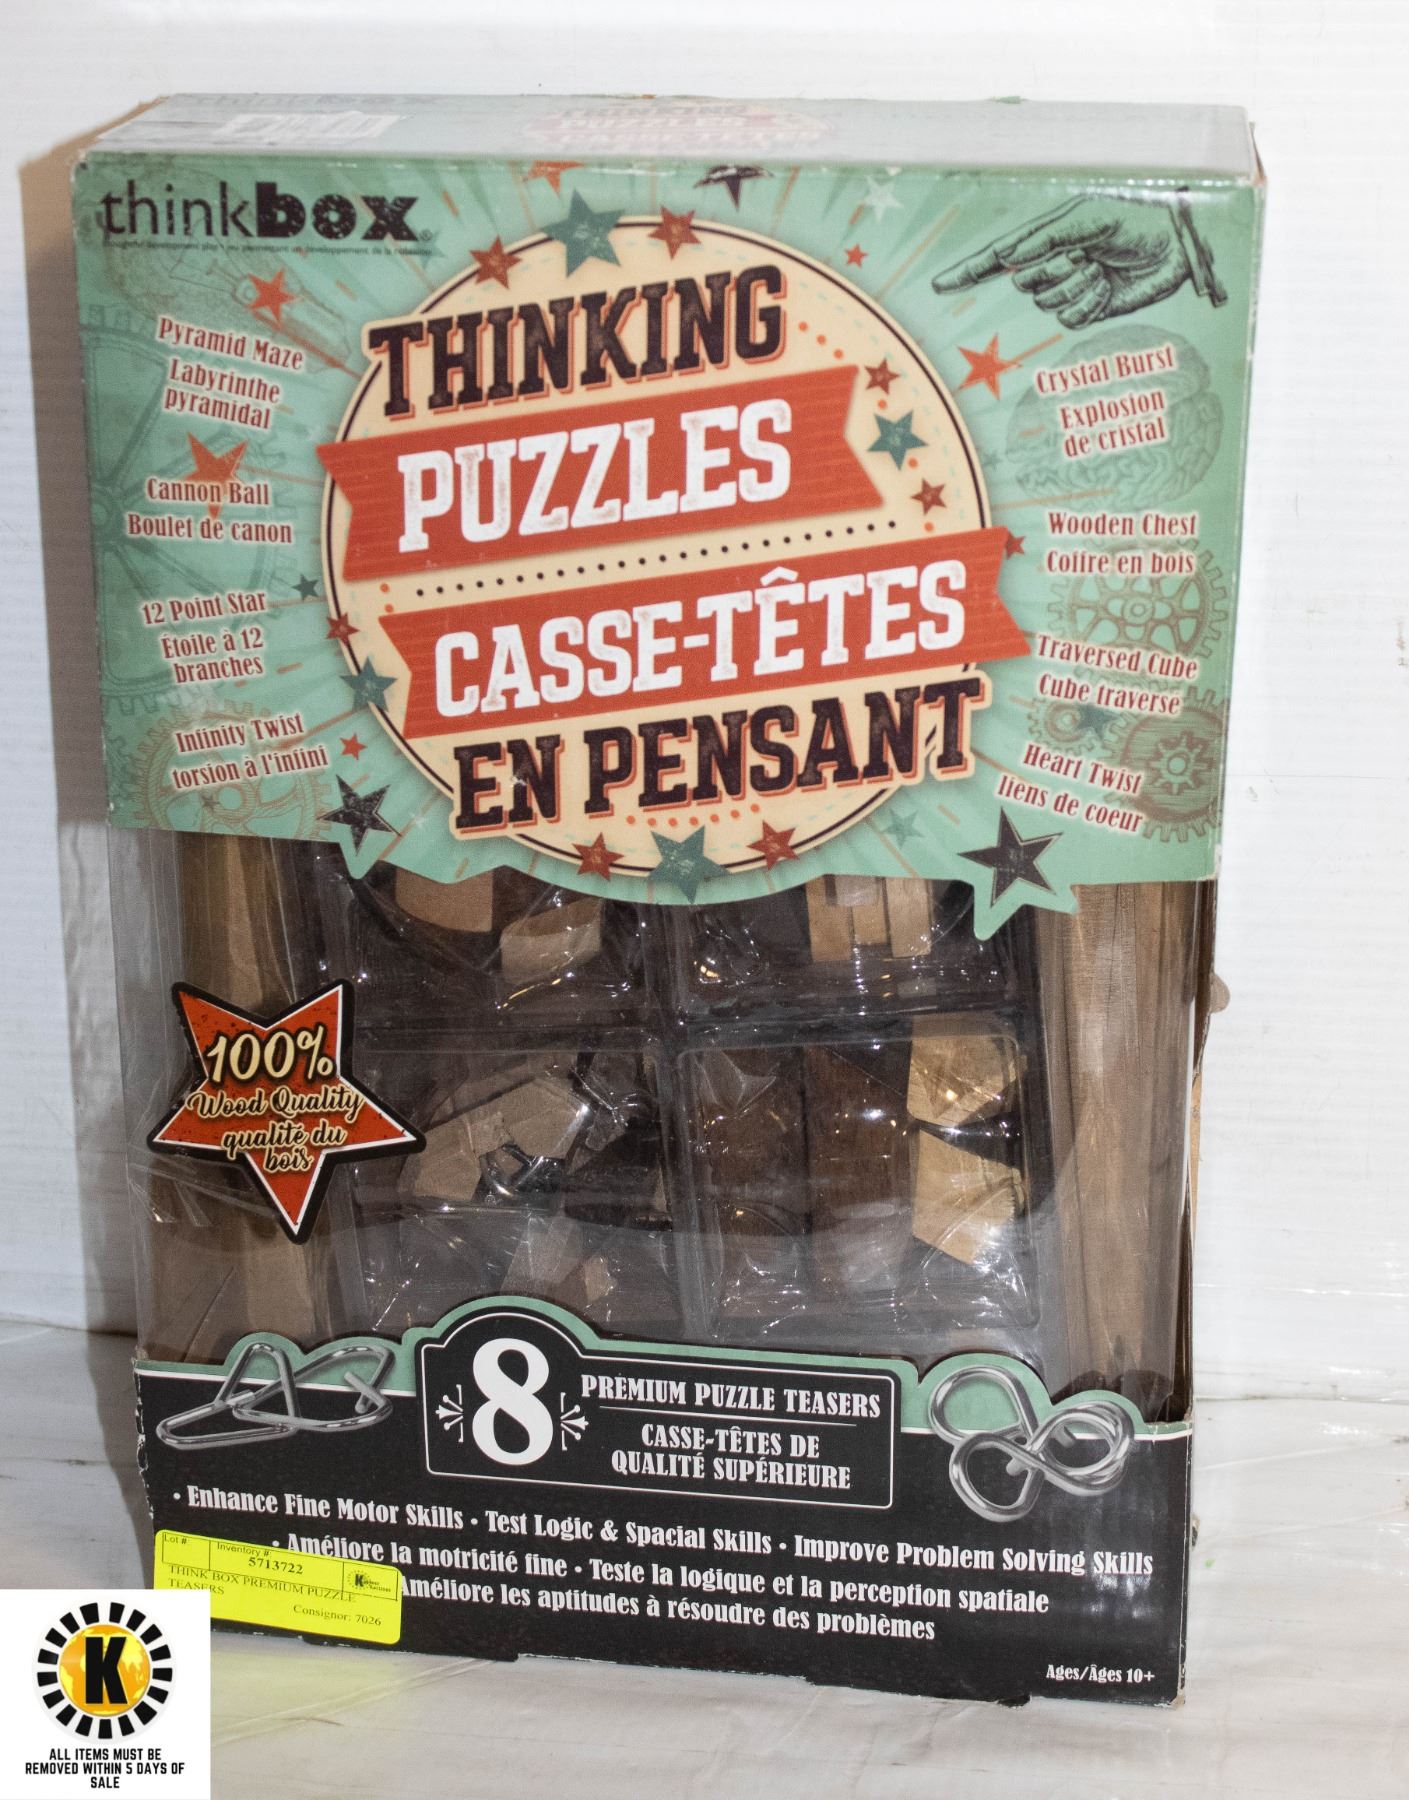 thinkbox
THINKING
PUZZLES
CASSE-TÊTES
EN PENSANT
Pyramid Maze
Labyrinthe
pyramidal
Cannon Ball
Boulet de canon
12 Point Star
Étoile à 12
branches
Infinity Twist
torsion à l'infini
Crystal Burst
Explosion
de cristal
Wooden Chest
Coffre en bois
Traversed Cube
Cube traversé
Heart Twist
liens de coeur
100%
Wood Quality
qualité du
bois
8
PREMIUM PUZZLE TEASERS
CASSE-TÊTES DE
QUALITÉ SUPÉRIEURE
• Enhance Fine Motor Skills • Test Logic & Spacial Skills • Improve Problem Solving Skills
• Améliore la motricité fine • Teste la logique et la perception spatiale
Améliore les aptitudes à résoudre des problèmes
Ages/Âges 10+
Lot #:
Inventory #:
5713722
THINK BOX PREMIUM PUZZLE
TEASERS
Consignor: 7026
K
ALL ITEMS MUST BE
REMOVED WITHIN 5 DAYS OF
SALE